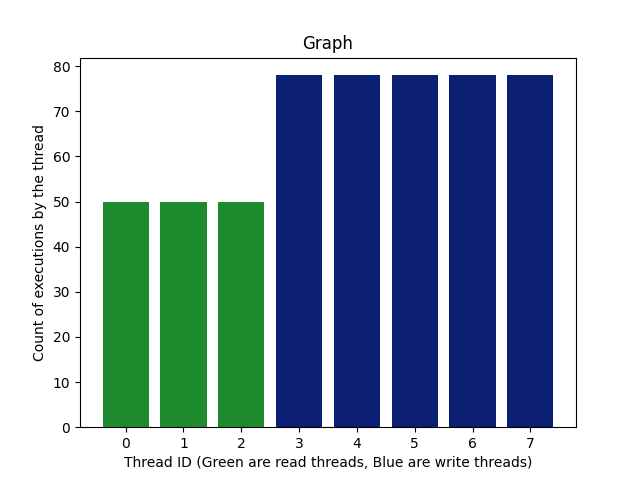 Graph
Count of executions by the thread
80
70
60
50
40
30
20
10
0
0 1 2 3 4 5 6 7
Thread ID (Green are read threads, Blue are write threads)